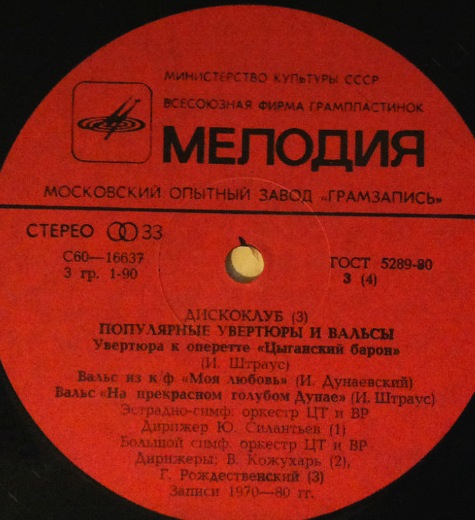 МИНИСТЕРСТВО КУЛЬТУРЫ СССР
ВСЕСОЮЗНАЯ ФИРМА ГРАМПЛАСТИНОК
МЕЛОДИЯ
МОСКОВСКИЙ ОПЫТНЫЙ ЗАВОД «ГРАМЗАПИСЬ»
СТЕРЕО 33
С60—16637
3 гр. 1-90
ГОСТ 5289-80
3 (4)
ДИСКОКЛУБ (3)
ПОПУЛЯРНЫЕ УВЕРТЮРЫ И ВАЛЬСЫ
Увертюра к оперетте «Цыганский барон»
(И. Штраус)
Вальс из к/ф «Моя любовь» (И. Дунаевский)
Вальс «На прекрасном голубом Дунае» (И. Штраус)
Эстрадно-симф. оркестр ЦТ и ВР
Дирижер Ю. Силантьев (1)
Большой симф. оркестр ЦТ и ВР
Дирижеры: В. Кожухарь (2),
Г. Рождественский (3)
Записи 1970—80 гг.